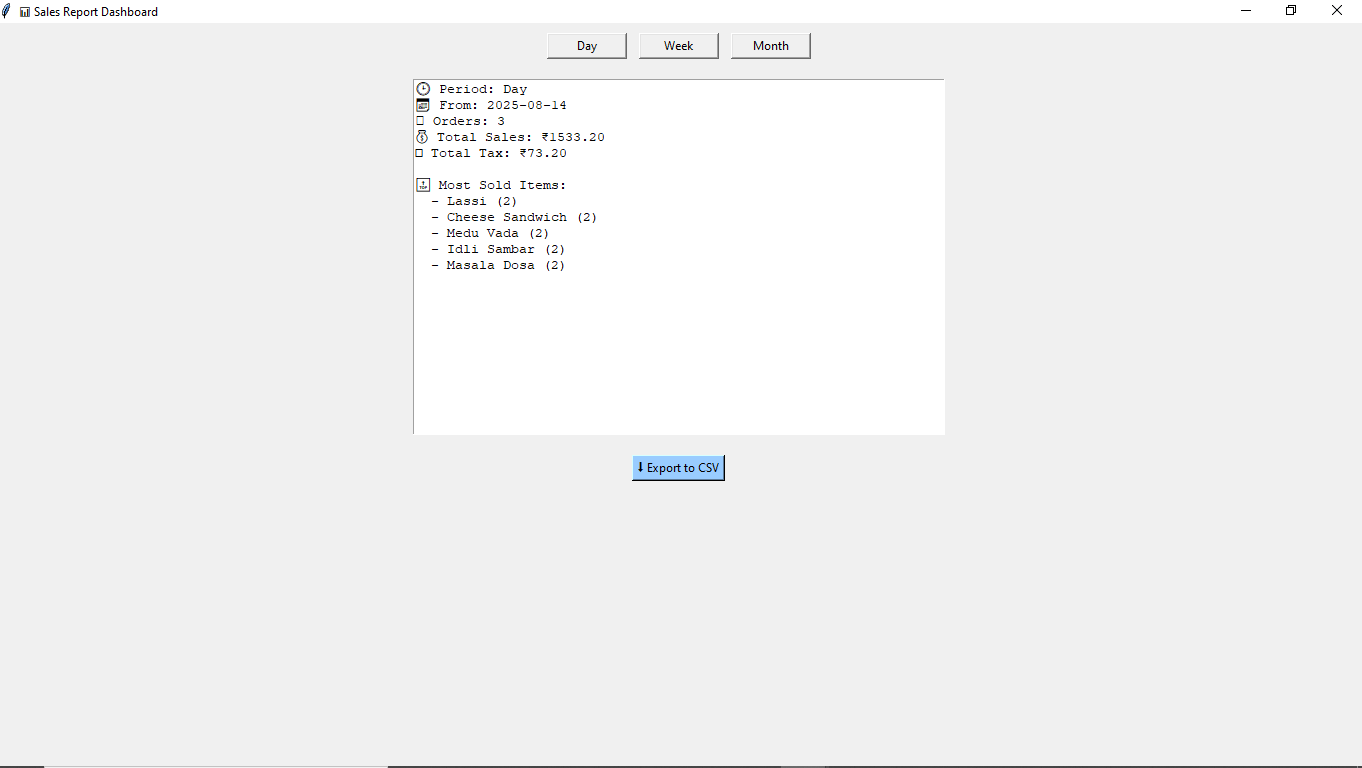 Sales Report Dashboard
Day Week Month
Period: Day
From: 2025-08-14
Orders: 3
Total Sales: ₹1533.20
Total Tax: ₹73.20
Most Sold Items:
- Lassi (2)
- Cheese Sandwich (2)
- Medu Vada (2)
- Idli Sambar (2)
- Masala Dosa (2)
⬇ Export to CSV